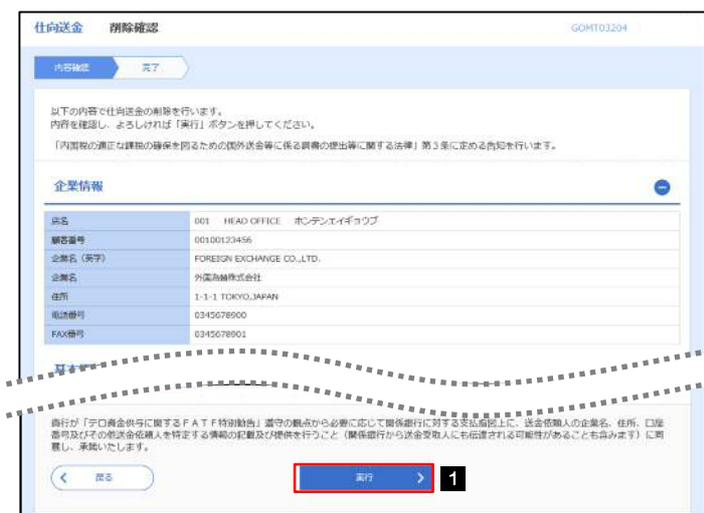 仕向送金 削除確認 GOMT03204
内容確認 完了
以下の内容で仕向送金の削除を行います。
内容を確認し、よろしければ「実行」ボタンを押してください。
「内国税の適正な課税の確保を図るための国外送金等に係る調書の提出等に関する法律」第3条に定める告知を行います。
企業情報
店名 001 HEAD OFFICE ホンテンエイギョウブ
顧客番号 00100123456
企業名（英字） FOREIGN EXCHANGE CO.,LTD.
企業名 外国為替株式会社
住所 1-1-1 TOKYO,JAPAN
電話番号 0345678900
FAX番号 0345678901
基本
貴行が「テロ資金供与に関するＦＡＴＦ特別勧告」遵守の観点から必要に応じて関係銀行に対する支払指図上に、送金依頼人の企業名、住所、口座
番号及びその他送金依頼人を特定する情報の記載及び提供を行うこと（関係銀行から送金受取人にも伝達される可能性があることも含みます）に同
意し、承諾いたします。
戻る 実行 1